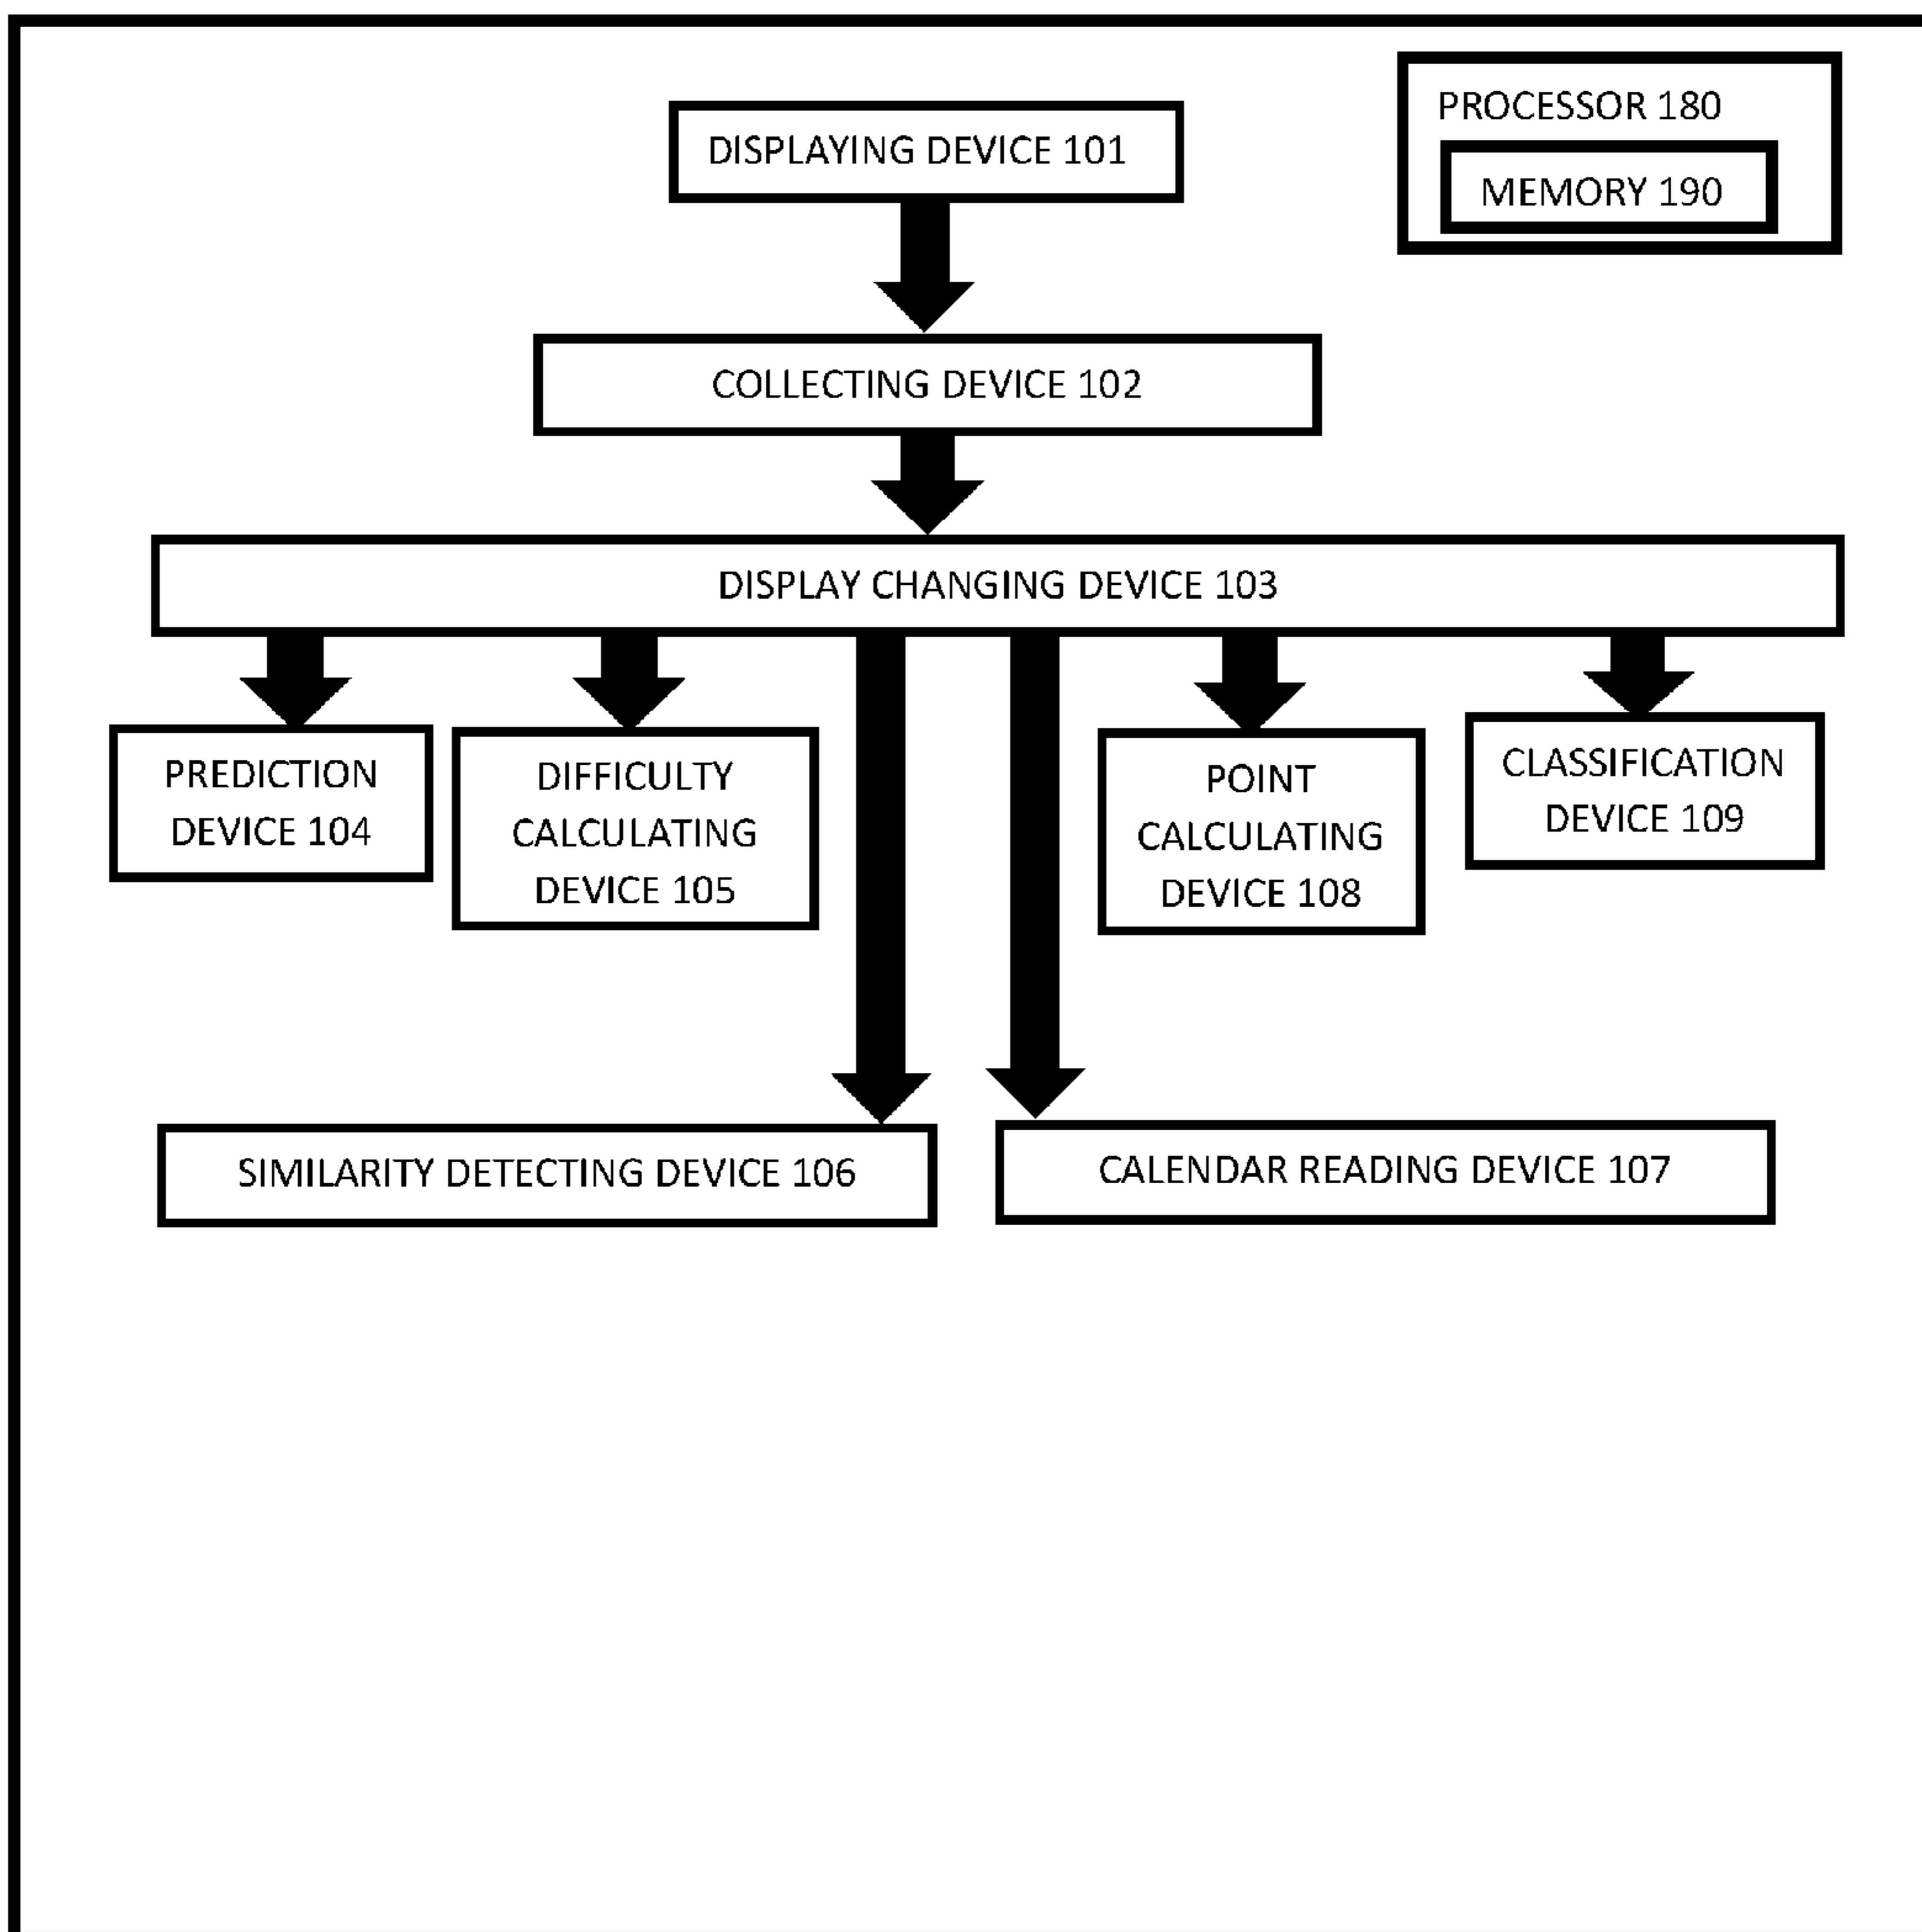 PROCESSOR 180
MEMORY 190
DISPLAYING DEVICE 101
COLLECTING DEVICE 102
DISPLAY CHANGING DEVICE 103
PREDICTION
DEVICE 104
DIFFICULTY
CALCULATING
DEVICE 105
POINT
CALCULATING
DEVICE 108
CLASSIFICATION
DEVICE 109
SIMILARITY DETECTING DEVICE 106
CALENDAR READING DEVICE 107